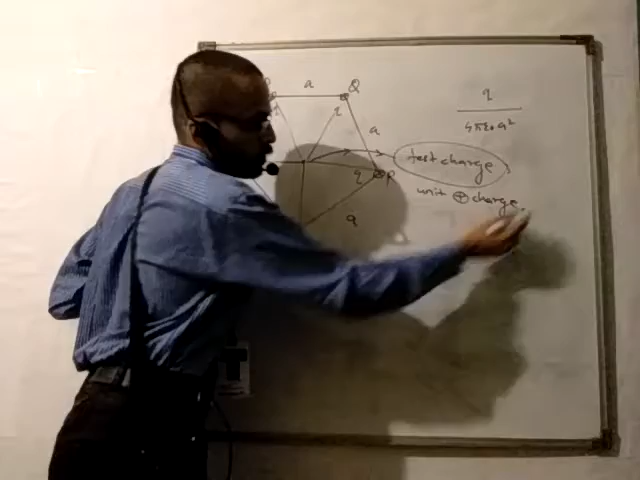 a
Q
q
4πε₀a²
q
a
test charge
q
P
unit ⊕ charge.
a